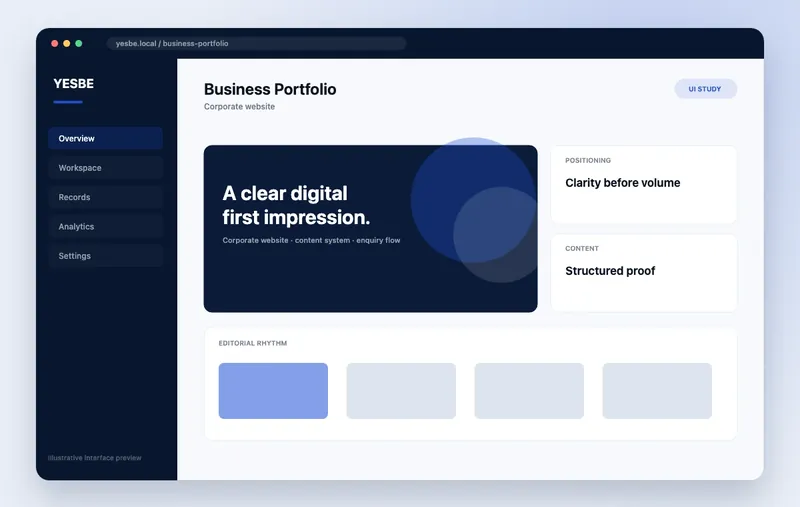 yesbe.local / business-portfolio
YESBE
Overview
Workspace
Records
Analytics
Settings
Illustrative interface preview
Business Portfolio
Corporate website
UI STUDY
A clear digital
first impression.
Corporate website · content system · enquiry flow
POSITIONING
Clarity before volume
CONTENT
Structured proof
EDITORIAL RHYTHM